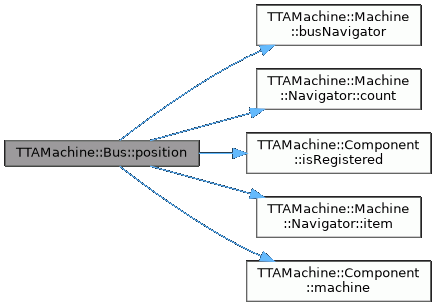 TTAMachine::Machine
::busNavigator
TTAMachine::Machine
::Navigator::count
TTAMachine::Bus::position
TTAMachine::Component
::isRegistered
TTAMachine::Machine
::Navigator::item
TTAMachine::Component
::machine